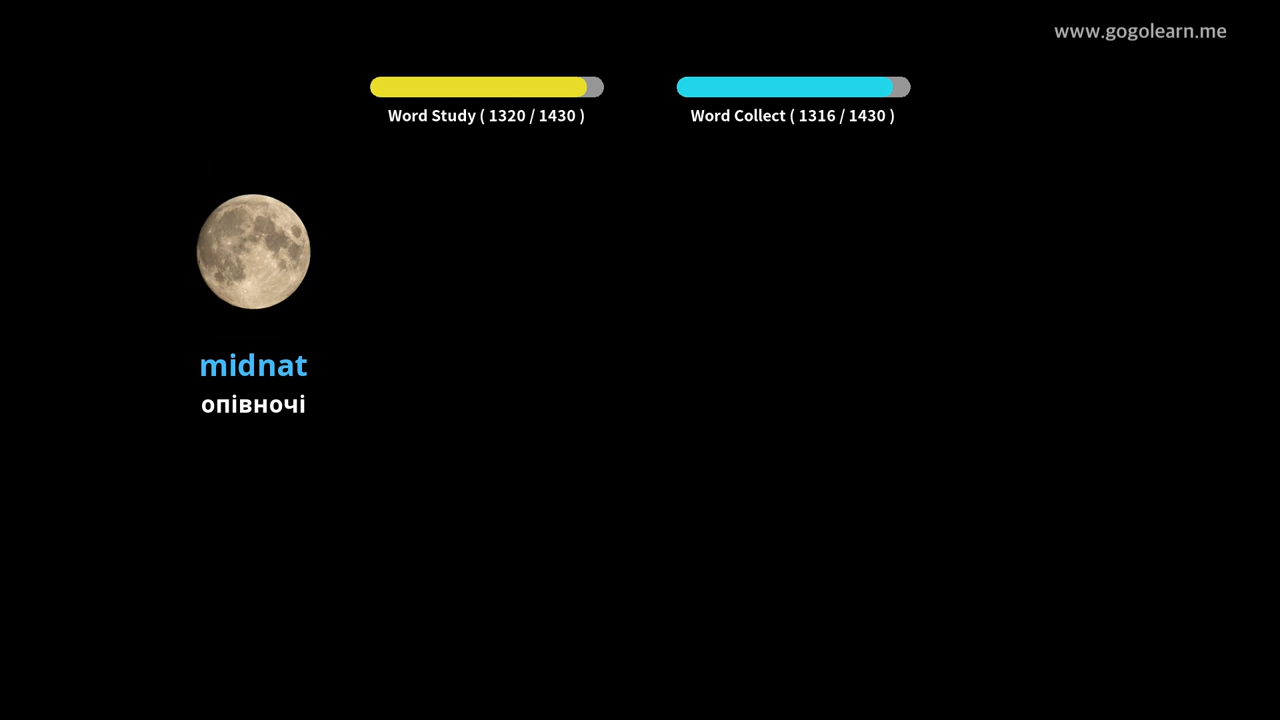 www.gogolearn.me
Word Study ( 1320 / 1430 )
Word Collect ( 1316 / 1430 )
midnat
опівночі